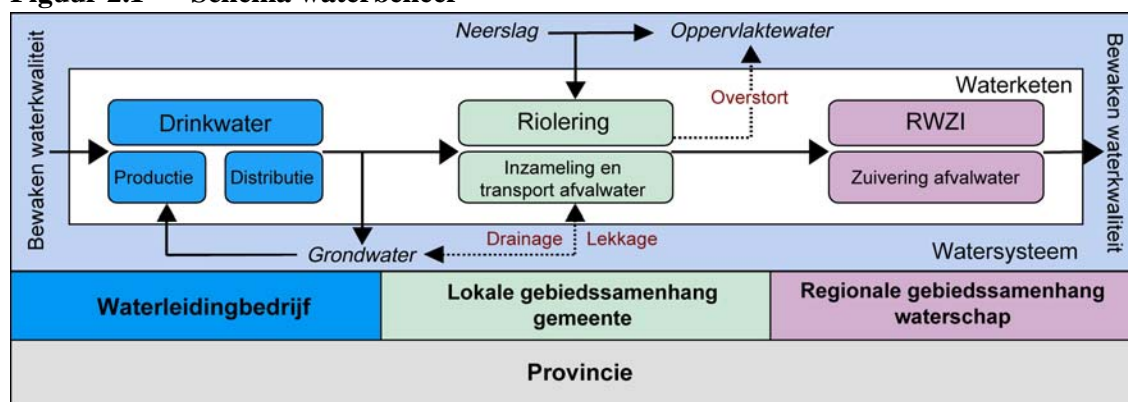 Figuur 2.1 Schema waterbeheer
Neerslag
Oppervlaktewater
Bewaken waterkwaliteit
Bewaken waterkwaliteit
Waterketen
Overstort
Drinkwater
Riolering
RWZI
Productie
Distributie
Inzameling en
transport afvalwater
Zuivering afvalwater
Drainage
Lekkage
Grondwater
Watersysteem
Waterleidingbedrijf
Lokale gebiedssamenhang
gemeente
Regionale gebiedssamenhang
waterschap
Provincie